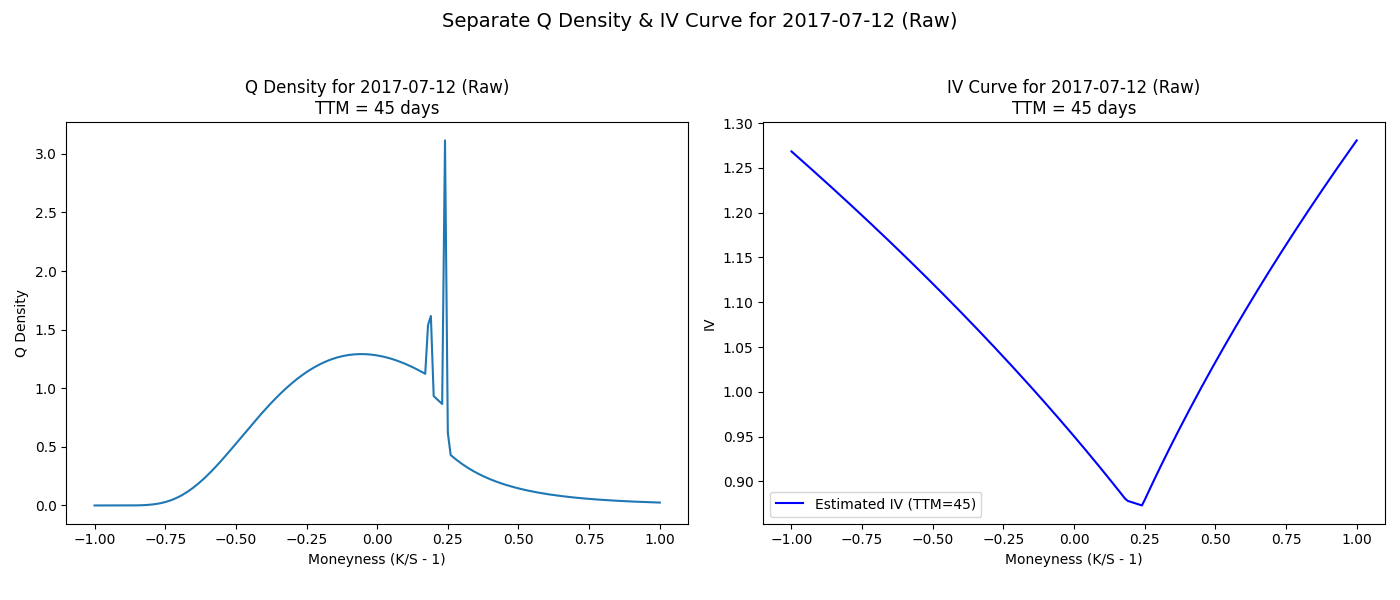 Separate Q Density & IV Curve for 2017-07-12 (Raw)
Q Density for 2017-07-12 (Raw)
TTM = 45 days
3.0
2.5
2.0
1.5
1.0
0.5
0.0
Q Density
−1.00 −0.75 −0.50 −0.25 0.00 0.25 0.50 0.75 1.00
Moneyness (K/S - 1)
IV Curve for 2017-07-12 (Raw)
TTM = 45 days
1.30
1.25
1.20
1.15
1.10
1.05
1.00
0.95
0.90
IV
Estimated IV (TTM=45)
−1.00 −0.75 −0.50 −0.25 0.00 0.25 0.50 0.75 1.00
Moneyness (K/S - 1)